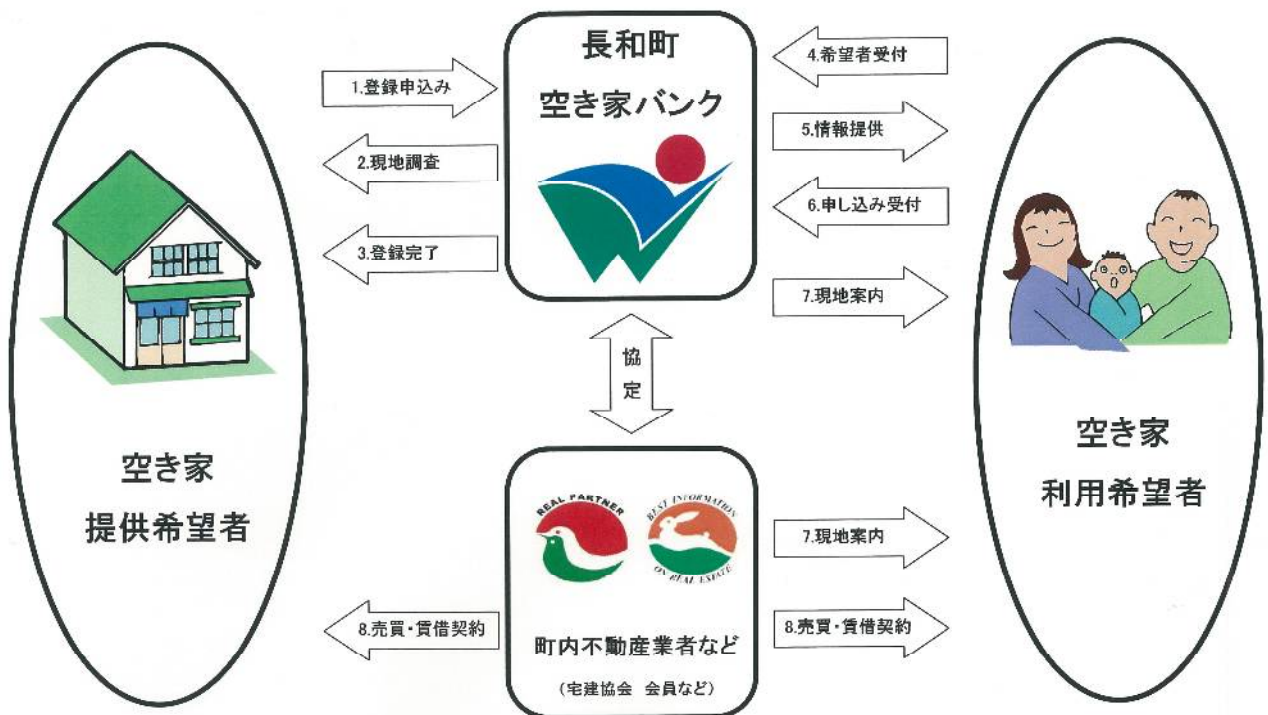 長和町
空き家バンク
1.登録申込み
2.現地調査
3.登録完了
4.希望者受付
5.情報提供
6.申し込み受付
7.現地案内
協
定
空き家
提供希望者
空き家
利用希望者
REAL PARTNER
BEST INFORMATION
ON REAL ESTATE
7.現地案内
8.売買・賃借契約
8.売買・賃借契約
町内不動産業者など
（宅建協会 会員など）